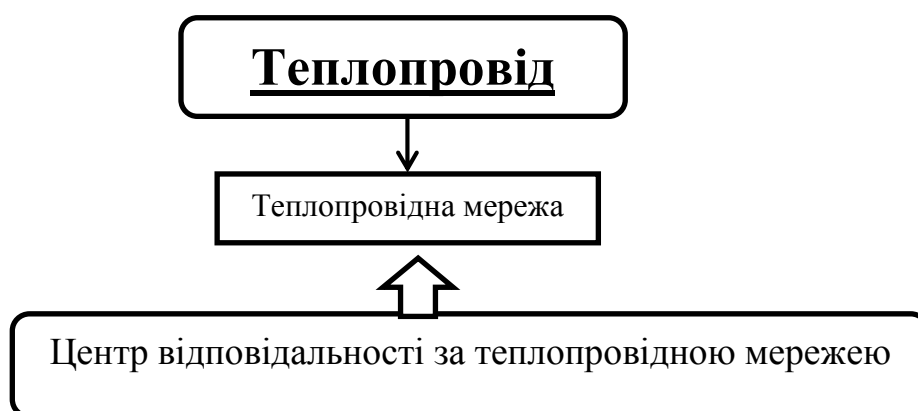 Теплопровід
Теплопровідна мережа
Центр відповідальності за теплопровідною мережею